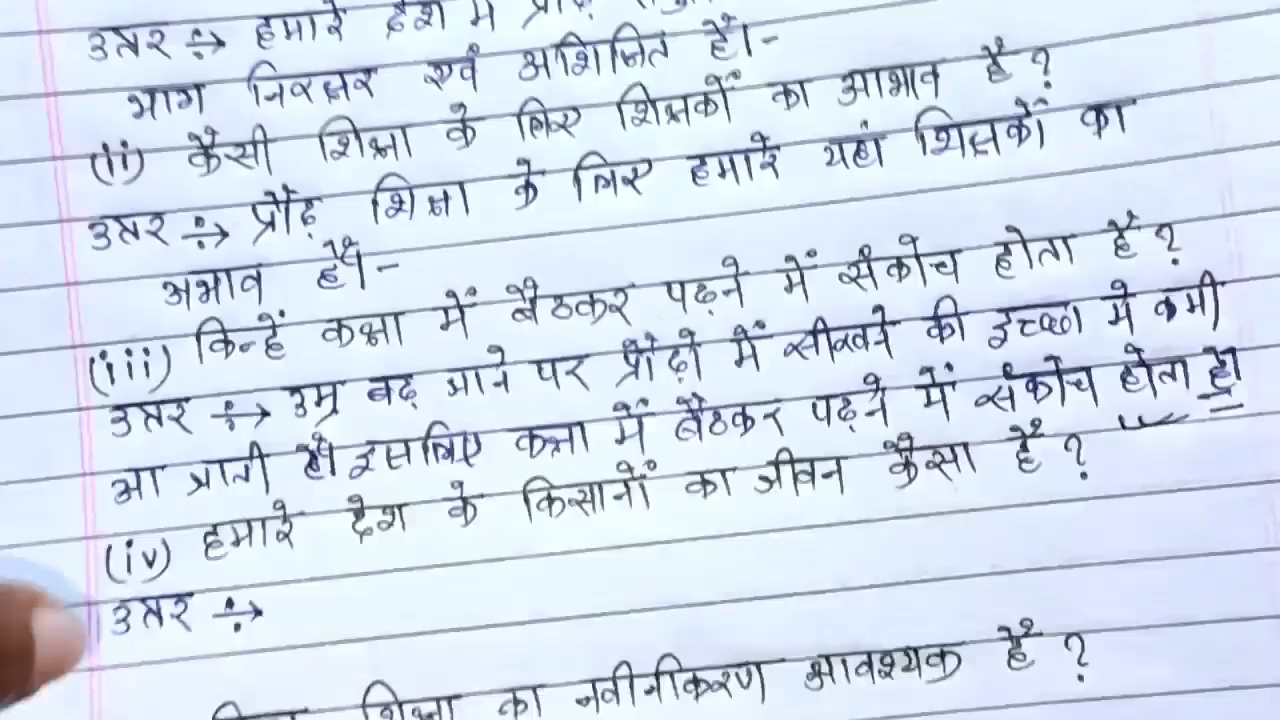 उत्तर ÷→ हमारे देश में प्रौढ़
भाग निरक्षर एवं अशिक्षित है।-
(ii) कैसी शिक्षा के लिए शिक्षकों का आभाव है ?
उत्तर ÷→ प्रौढ़ शिक्षा के लिए हमारे यहां शिक्षकों का
अभाव है।-
(iii) किन्हें कक्षा में बैठकर पढ़ने में संकोच होता है ?
उत्तर ÷→ उम्र बढ़ जाने पर प्रौढ़ो में सीखने की इच्छा मे कमी
आ जाती है। इसलिए कक्षा में बैठकर पढ़ने में संकोच होता है।
(iv) हमारे देश के किसानों का जीवन कैसा है ?
उत्तर ÷→
शिक्षा का नवीनीकरण आवश्यक है ?